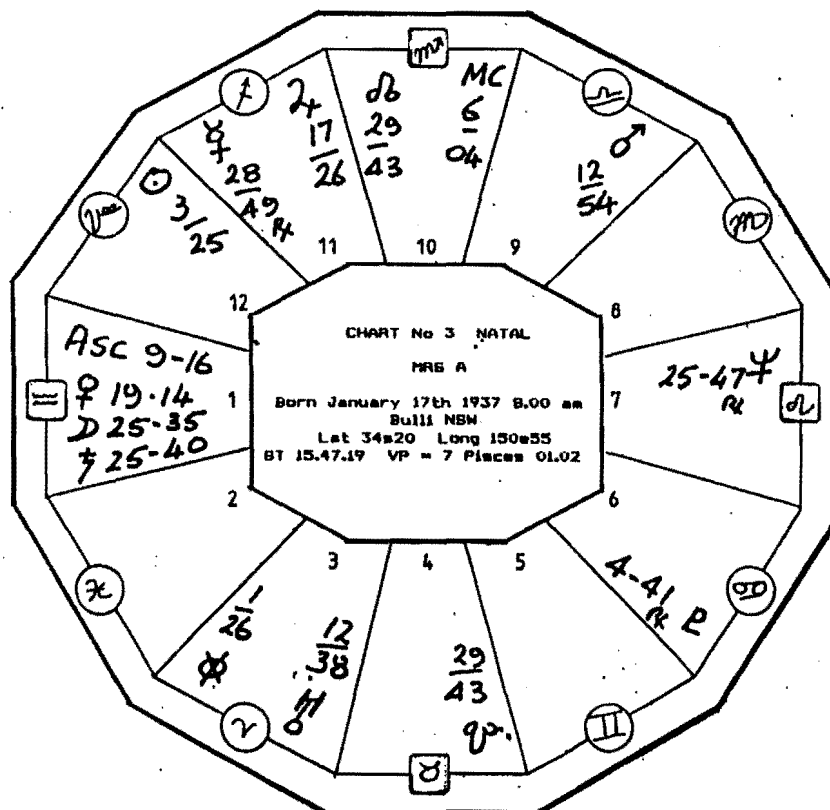 ♏
♐ ♃ ☊ MC ♎
☿ 17 29 6 ♂
☉ 28 26 43 04 12
♑ 3/25 49 ℞ 54 ♍
11 10 9
12 8
CHART No 3 NATAL
MRS A
Born January 17th 1937 8.00 am
Bulli NSW
Lat 34s20 Long 150e55
ST 15.47.19 VP = 7 Pisces 01.02
ASC 9-16
♀ 19.14
☽ 25-35
♄ 25-40
♒ 1
7 25-47 ♆ ℞ ♌
2 6
3 4 5
♓ 1 12 29 4-41 ℞ ♇ ♋
26 38 43
⊗ ♅ ☋
♈ ♉ ♊